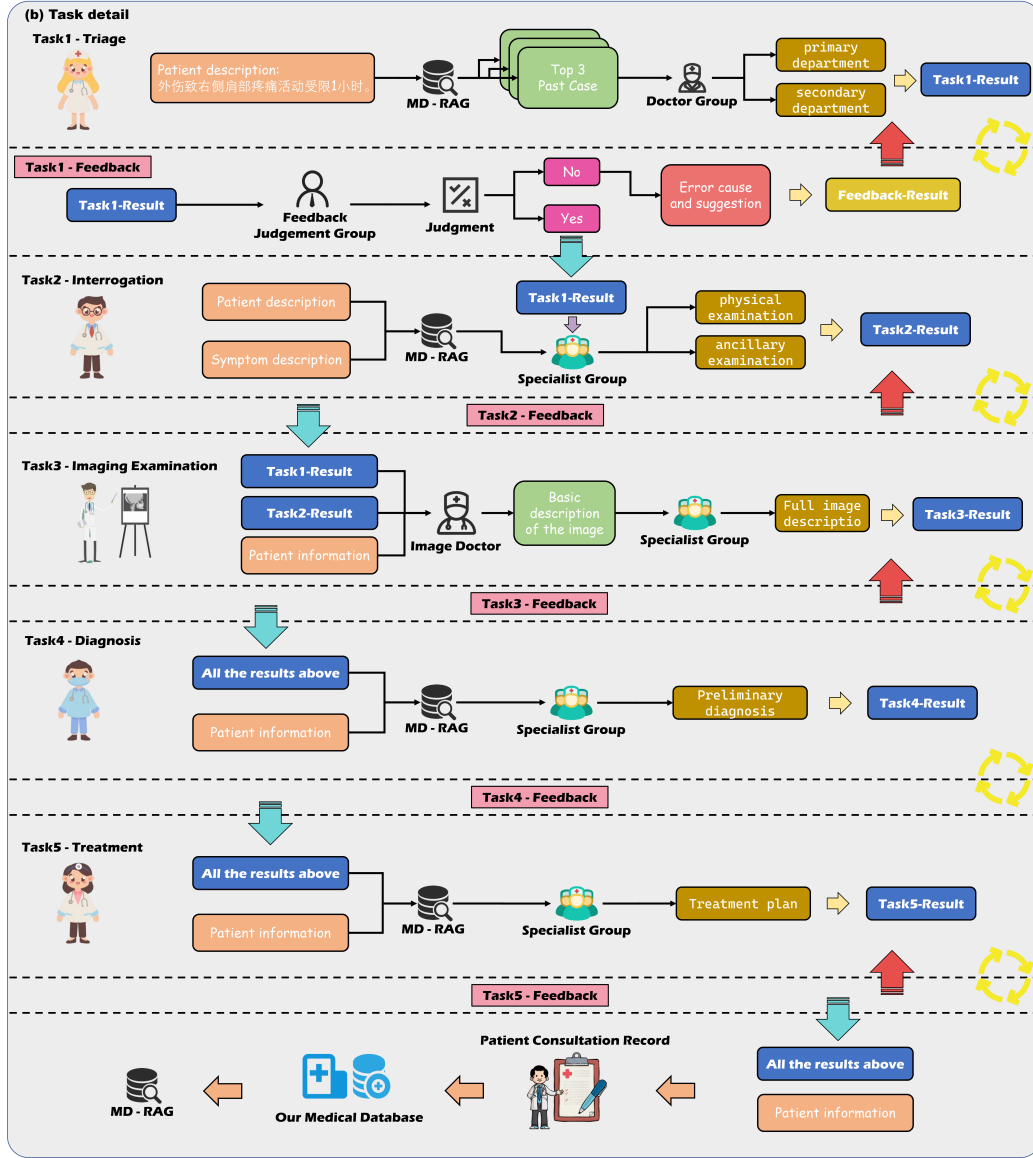 (b) Task detail
Task1 - Triage
Patient description:
外伤致右侧肩部疼痛活动受限1小时。
MD - RAG
Top 3
Past Case
Doctor Group
primary
department
secondary
department
Task1-Result
Task1 - Feedback
Task1-Result
Feedback
Judgement Group
Judgment
No
Yes
Error cause
and suggestion
Feedback-Result
Task2 - Interrogation
Patient description
Symptom description
MD - RAG
Task1-Result
Specialist Group
physical
examination
ancillary
examination
Task2-Result
Task2 - Feedback
Task3 - Imaging Examination
Task1-Result
Task2-Result
Patient information
Image Doctor
Basic
description
of the image
Specialist Group
Full image
descriptio
Task3-Result
Task3 - Feedback
Task4 - Diagnosis
All the results above
Patient information
MD - RAG
Specialist Group
Preliminary
diagnosis
Task4-Result
Task4 - Feedback
Task5 - Treatment
All the results above
Patient information
MD - RAG
Specialist Group
Treatment plan
Task5-Result
Task5 - Feedback
All the results above
Patient information
Patient Consultation Record
Our Medical Database
MD - RAG